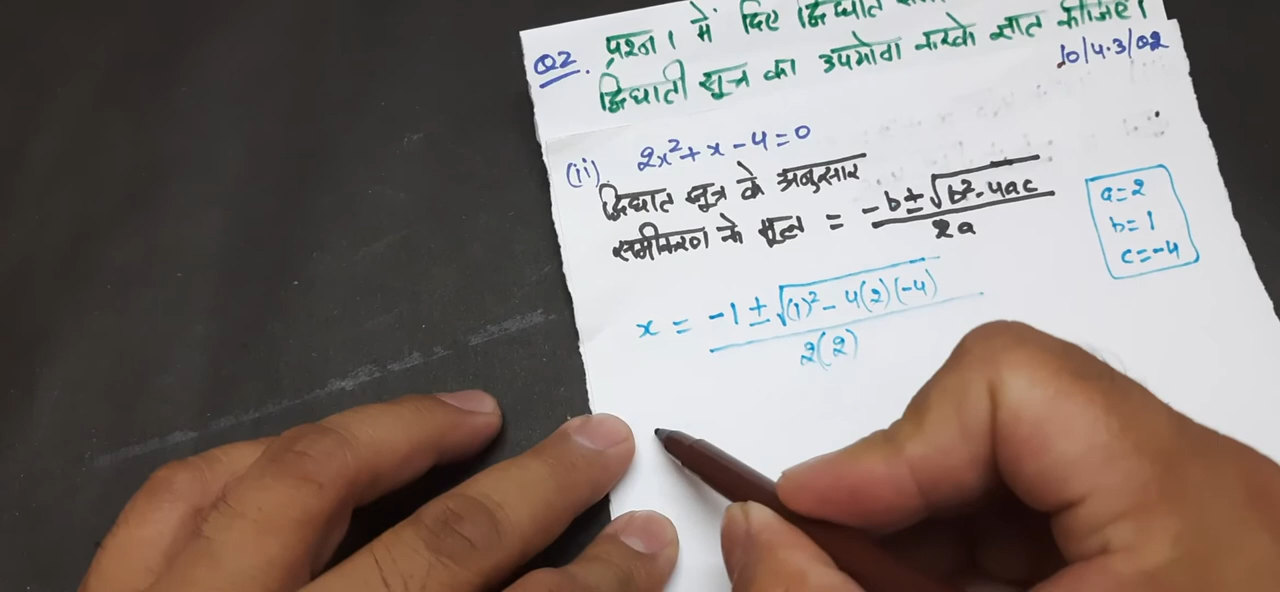 Q2. प्रश्न 1 में दिए द्विघात
द्विघाती सूत्र का उपयोग करके ज्ञात कीजिए।
10/4.3/Q2
(ii) 2x²+x-4=0
द्विघात सूत्र के अनुसार
समीकरण के मूल = -b±√b²-4ac / 2a
a=2
b=1
c=-4
x = -1±√(1)²-4(2)(-4) / 2(2)